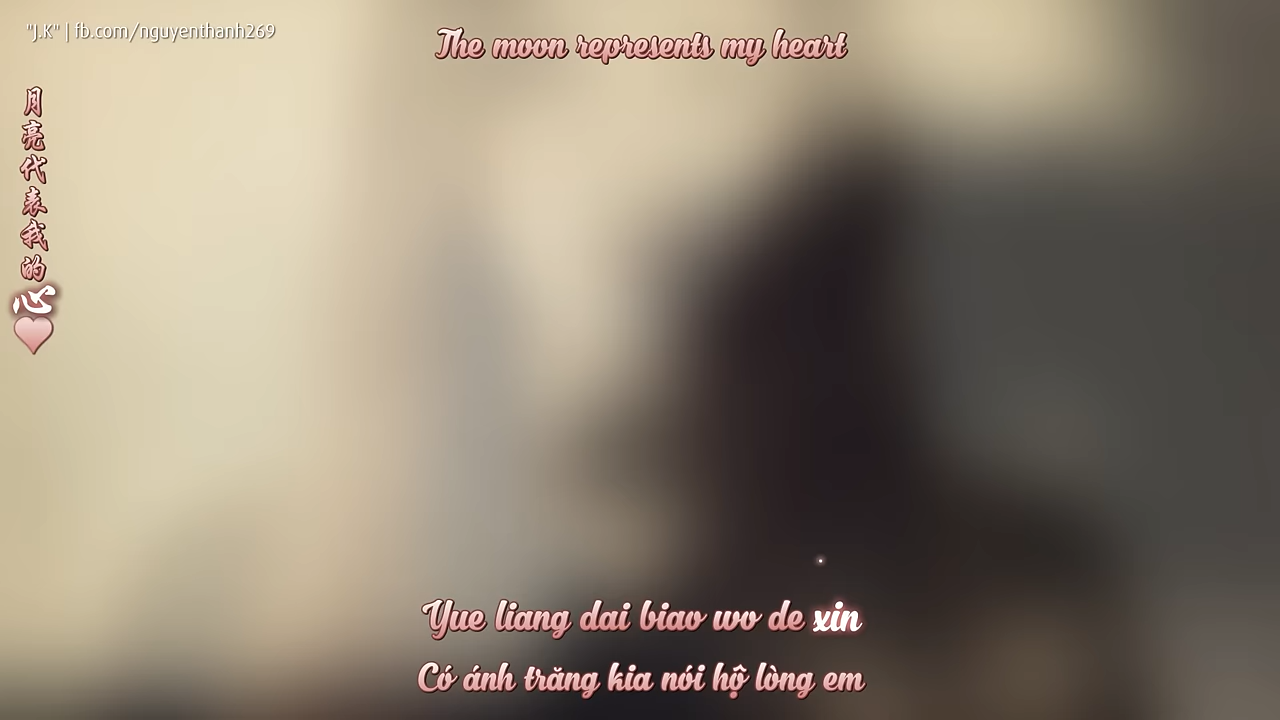 "J.K" | fb.com/nguyenthanh269
The moon represents my heart
月亮代表我的心
Yue liang dai biao wo de xin
Có ánh trăng kia nói hộ lòng em